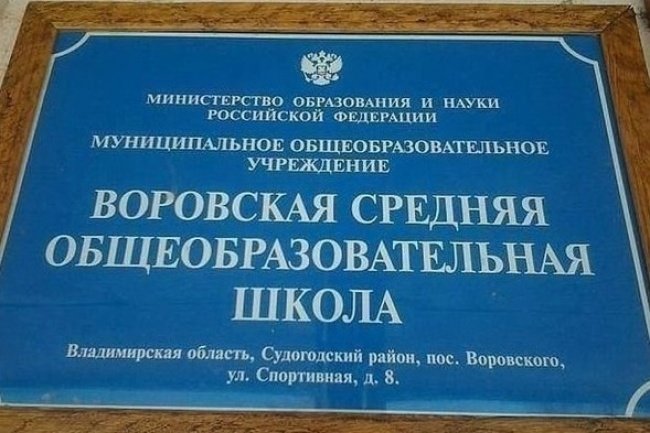 МИНИСТЕРСТВО ОБРАЗОВАНИЯ И НАУКИ
РОССИЙСКОЙ ФЕДЕРАЦИИ
МУНИЦИПАЛЬНОЕ ОБЩЕОБРАЗОВАТЕЛЬНОЕ
УЧРЕЖДЕНИЕ
ВОРОВСКАЯ СРЕДНЯЯ
ОБЩЕОБРАЗОВАТЕЛЬНАЯ
ШКОЛА
Владимирская область, Судогодский район, пос. Воровского,
ул. Спортивная, д. 8.